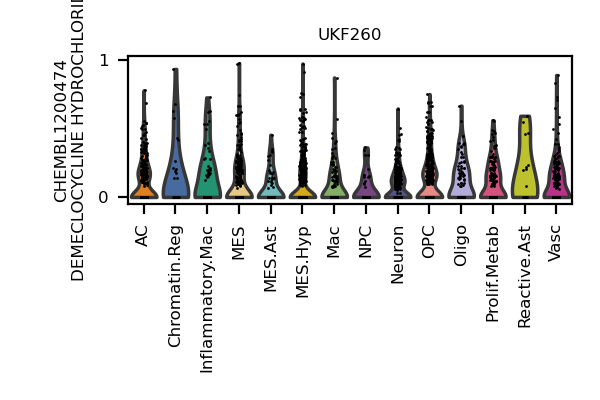 UKF260
CHEMBL1200474
DEMECLOCYCLINE
1
0
AC
Chromatin.Reg
Inflammatory.Mac
MES
MES.Ast
MES.Hyp
Mac
NPC
Neuron
OPC
Oligo
Prolif.Metab
Reactive.Ast
Vasc